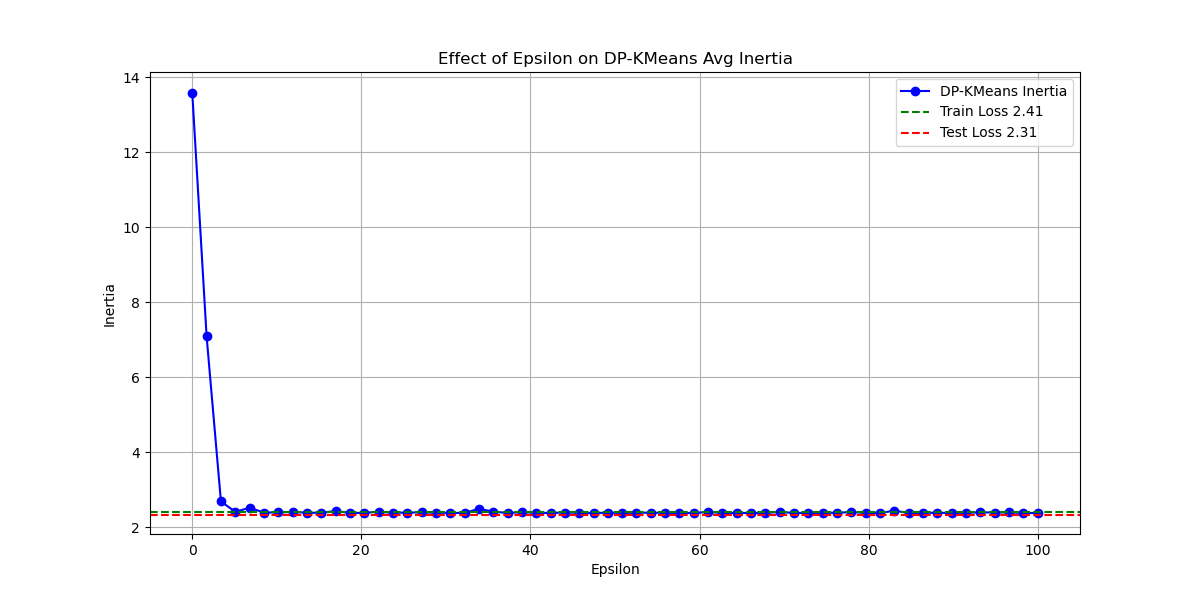 Effect of Epsilon on DP-KMeans Avg Inertia
14
12
10
8
6
4
2
Inertia
DP-KMeans Inertia
Train Loss 2.41
Test Loss 2.31
0 20 40 60 80 100
Epsilon